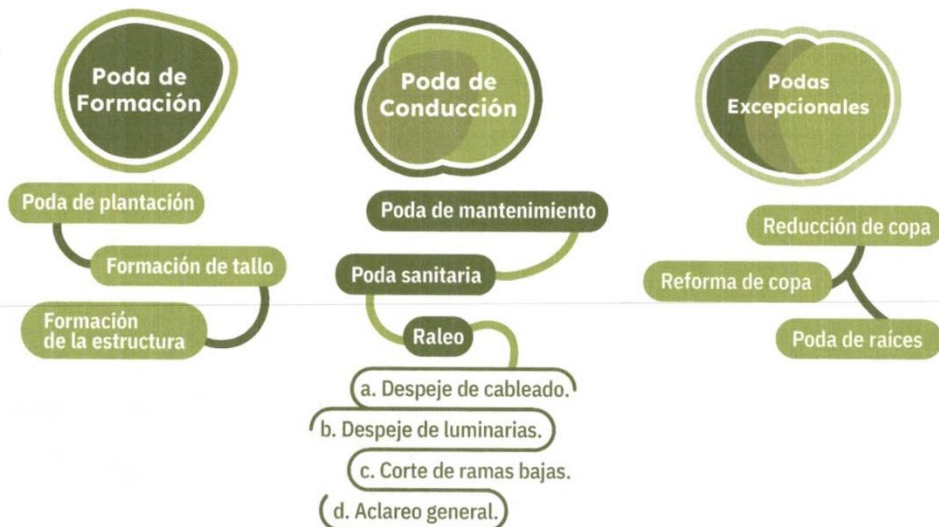 Poda de
Formación
Poda de plantación
Formación de tallo
Formación
de la estructura
Poda de
Conducción
Poda de mantenimiento
Poda sanitaria
Raleo
a. Despeje de cableado.
b. Despeje de luminarias.
c. Corte de ramas bajas.
d. Aclareo general.
Podas
Excepcionales
Reducción de copa
Reforma de copa
Poda de raíces